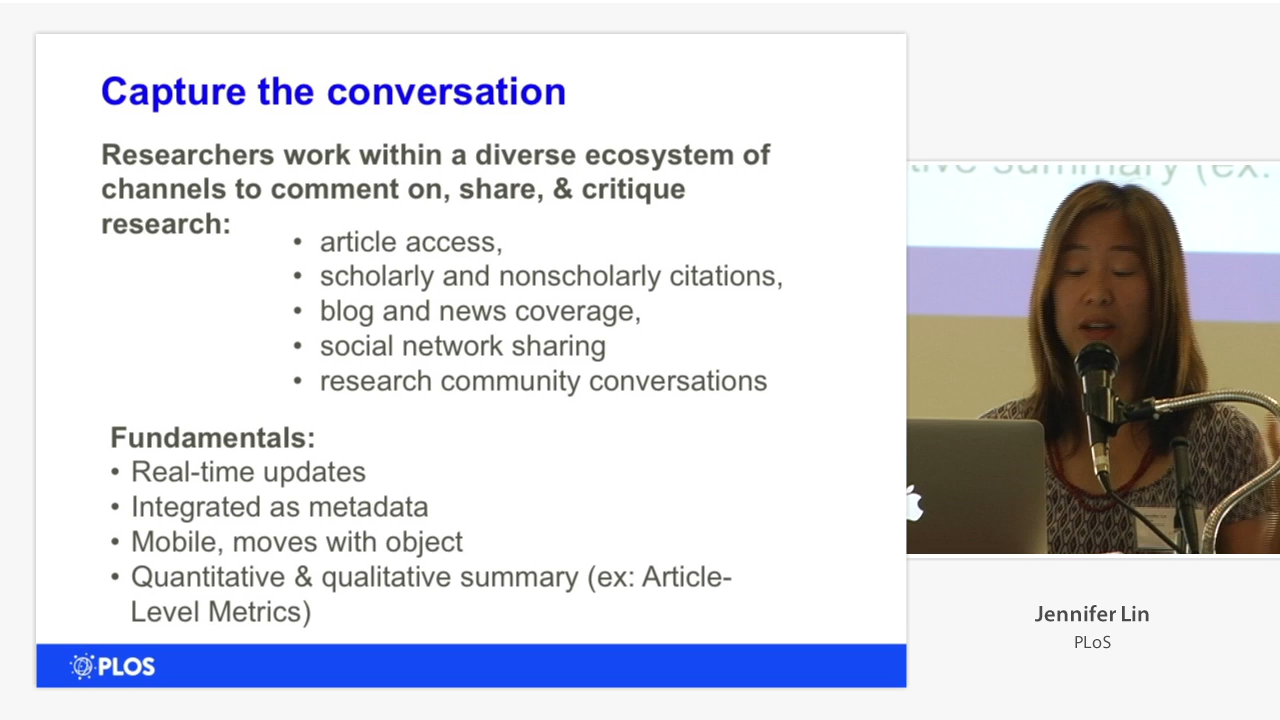 Capture the conversation
Researchers work within a diverse ecosystem of
channels to comment on, share, & critique
research:
• article access,
• scholarly and nonscholarly citations,
• blog and news coverage,
• social network sharing
• research community conversations
Fundamentals:
• Real-time updates
• Integrated as metadata
• Mobile, moves with object
• Quantitative & qualitative summary (ex: Article-
Level Metrics)
PLOS
summary (ex:
Jennifer Lin
PLoS